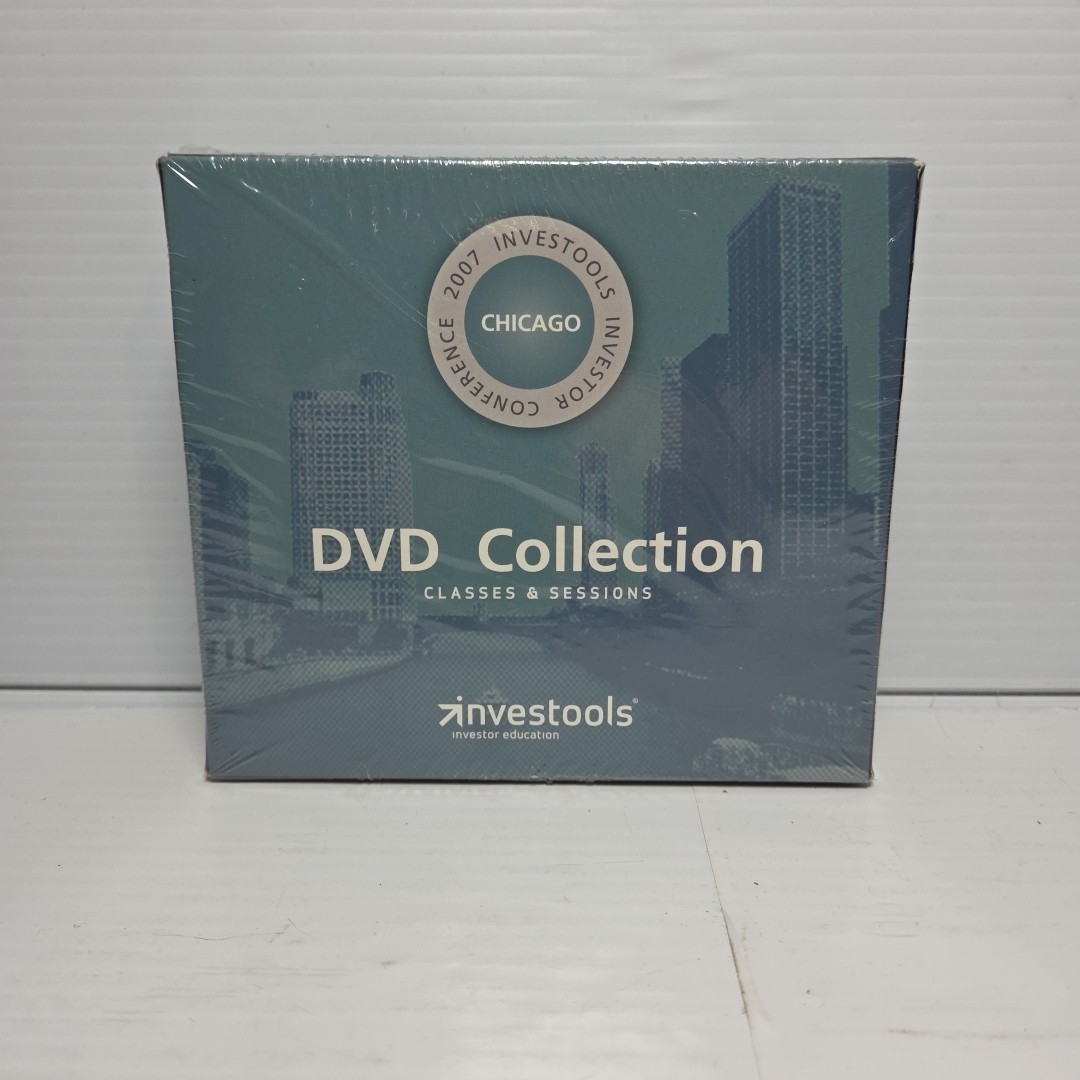 2007 INVESTOOLS INVESTOR CONFERENCE
CHICAGO
DVD Collection
CLASSES & SESSIONS
investools®
investor education